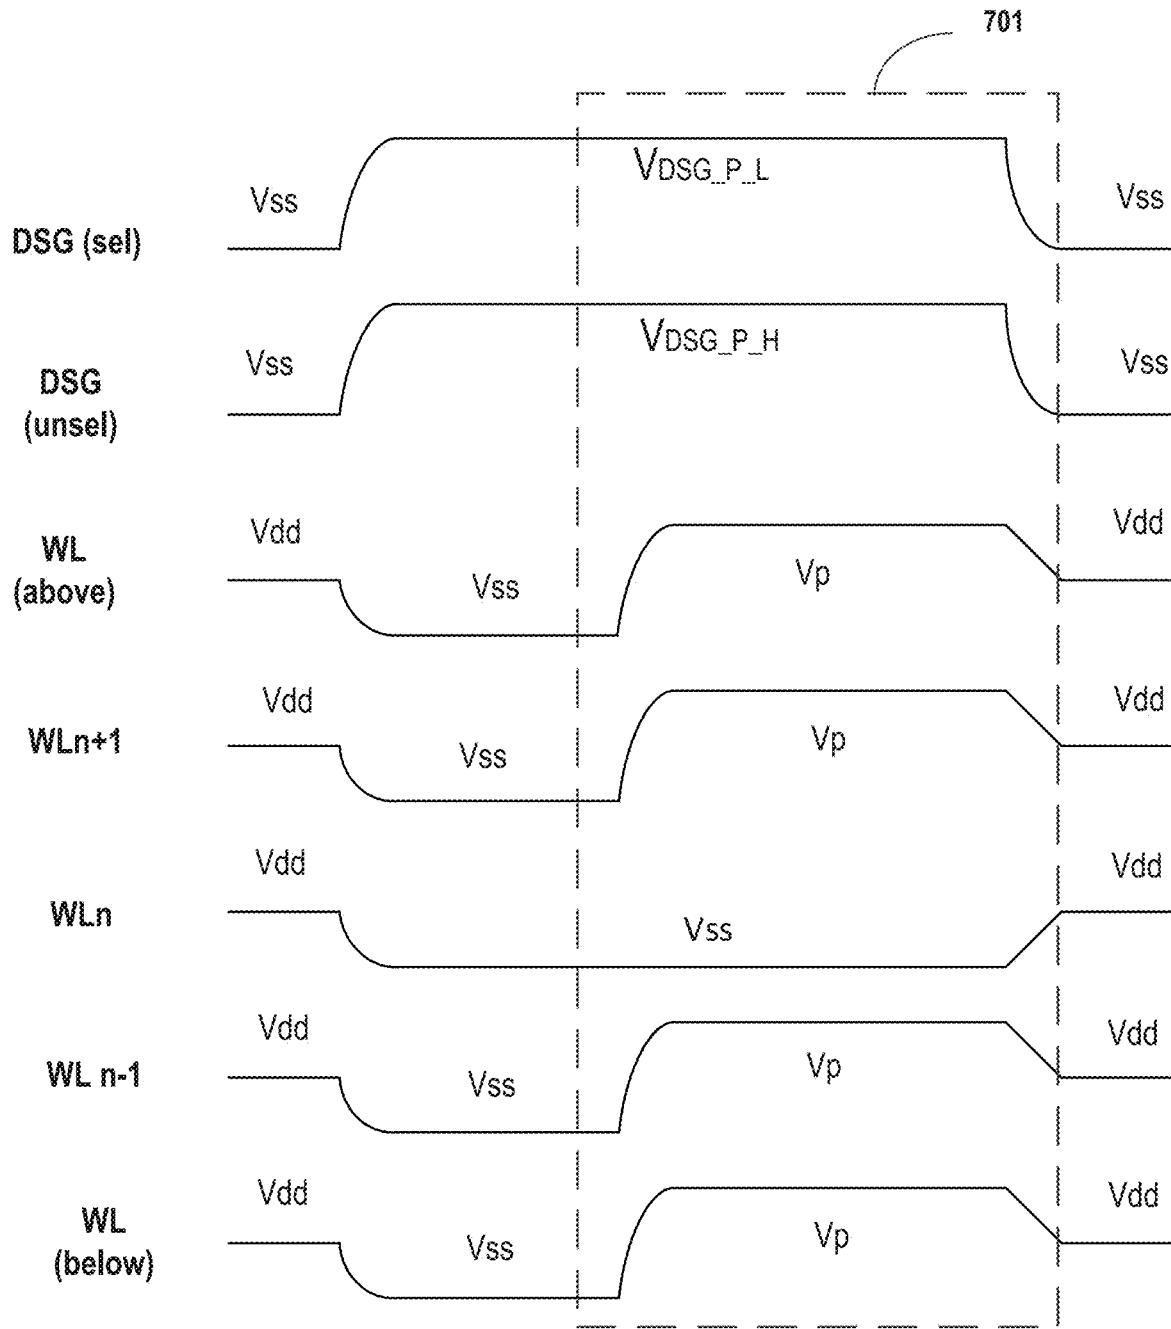 701
VDSG_P_L
Vss
Vss
DSG (sel)
VDSG_P_H
Vss
Vss
DSG
(unsel)
Vdd
Vdd
WL
(above)
Vss
Vp
Vdd
Vdd
WLn+1
Vss
Vp
Vdd
Vdd
WLn
Vss
Vdd
Vdd
WL n-1
Vss
Vp
Vdd
Vdd
WL
(below)
Vss
Vp